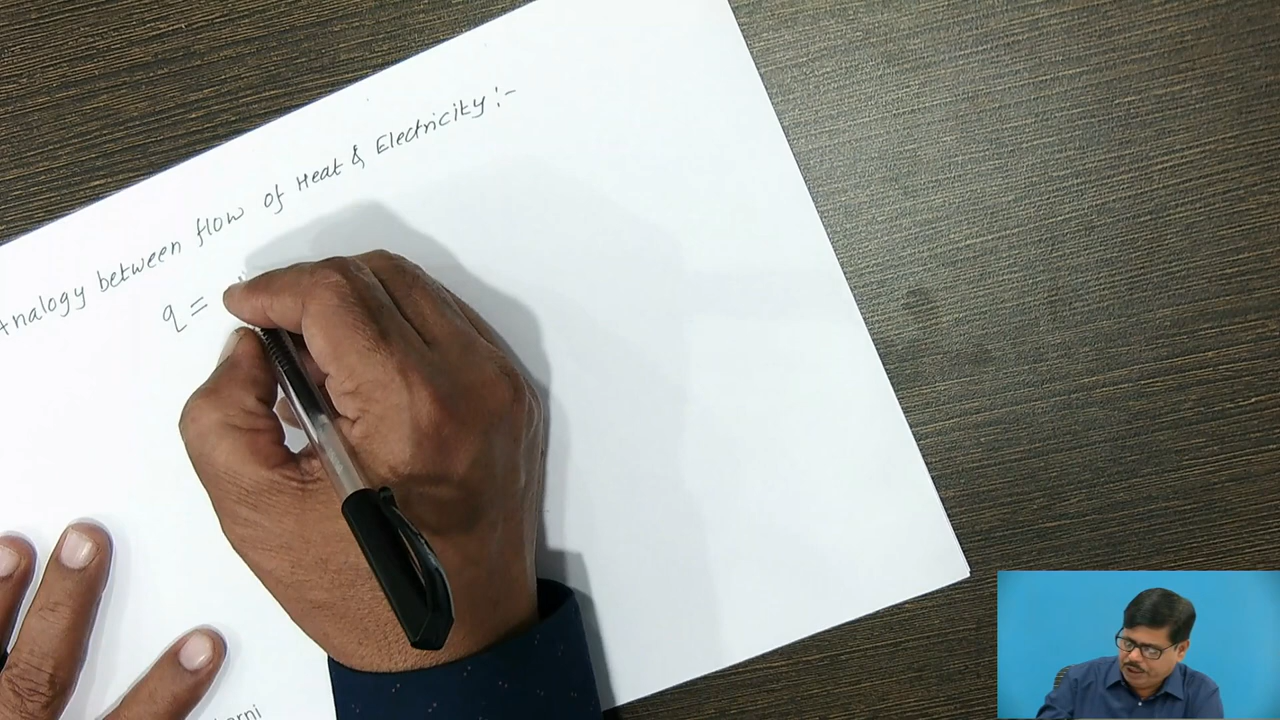 Analogy between flow of Heat & Electricity :-
q =